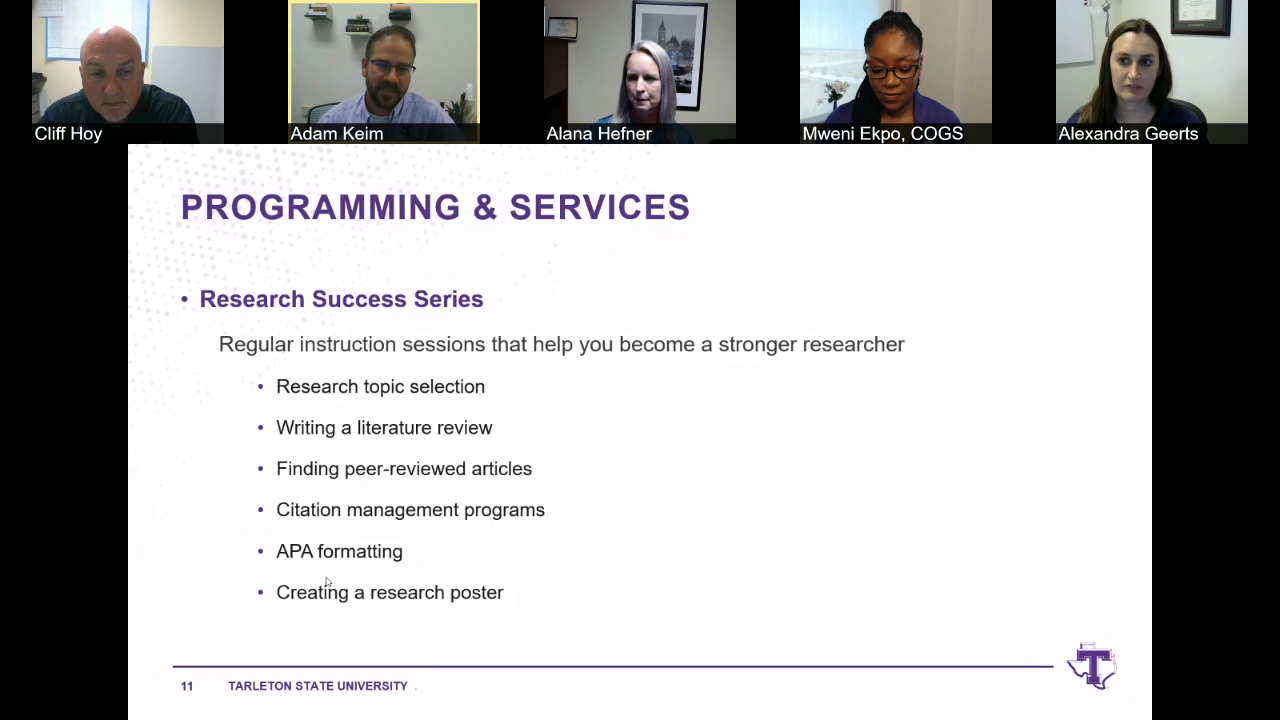 Cliff Hoy
Adam Keim
Alana Hefner
Mweni Ekpo, COGS
Alexandra Geerts
PROGRAMMING & SERVICES
• Research Success Series
Regular instruction sessions that help you become a stronger researcher
• Research topic selection
• Writing a literature review
• Finding peer-reviewed articles
• Citation management programs
• APA formatting
• Creating a research poster
T
11 TARLETON STATE UNIVERSITY .